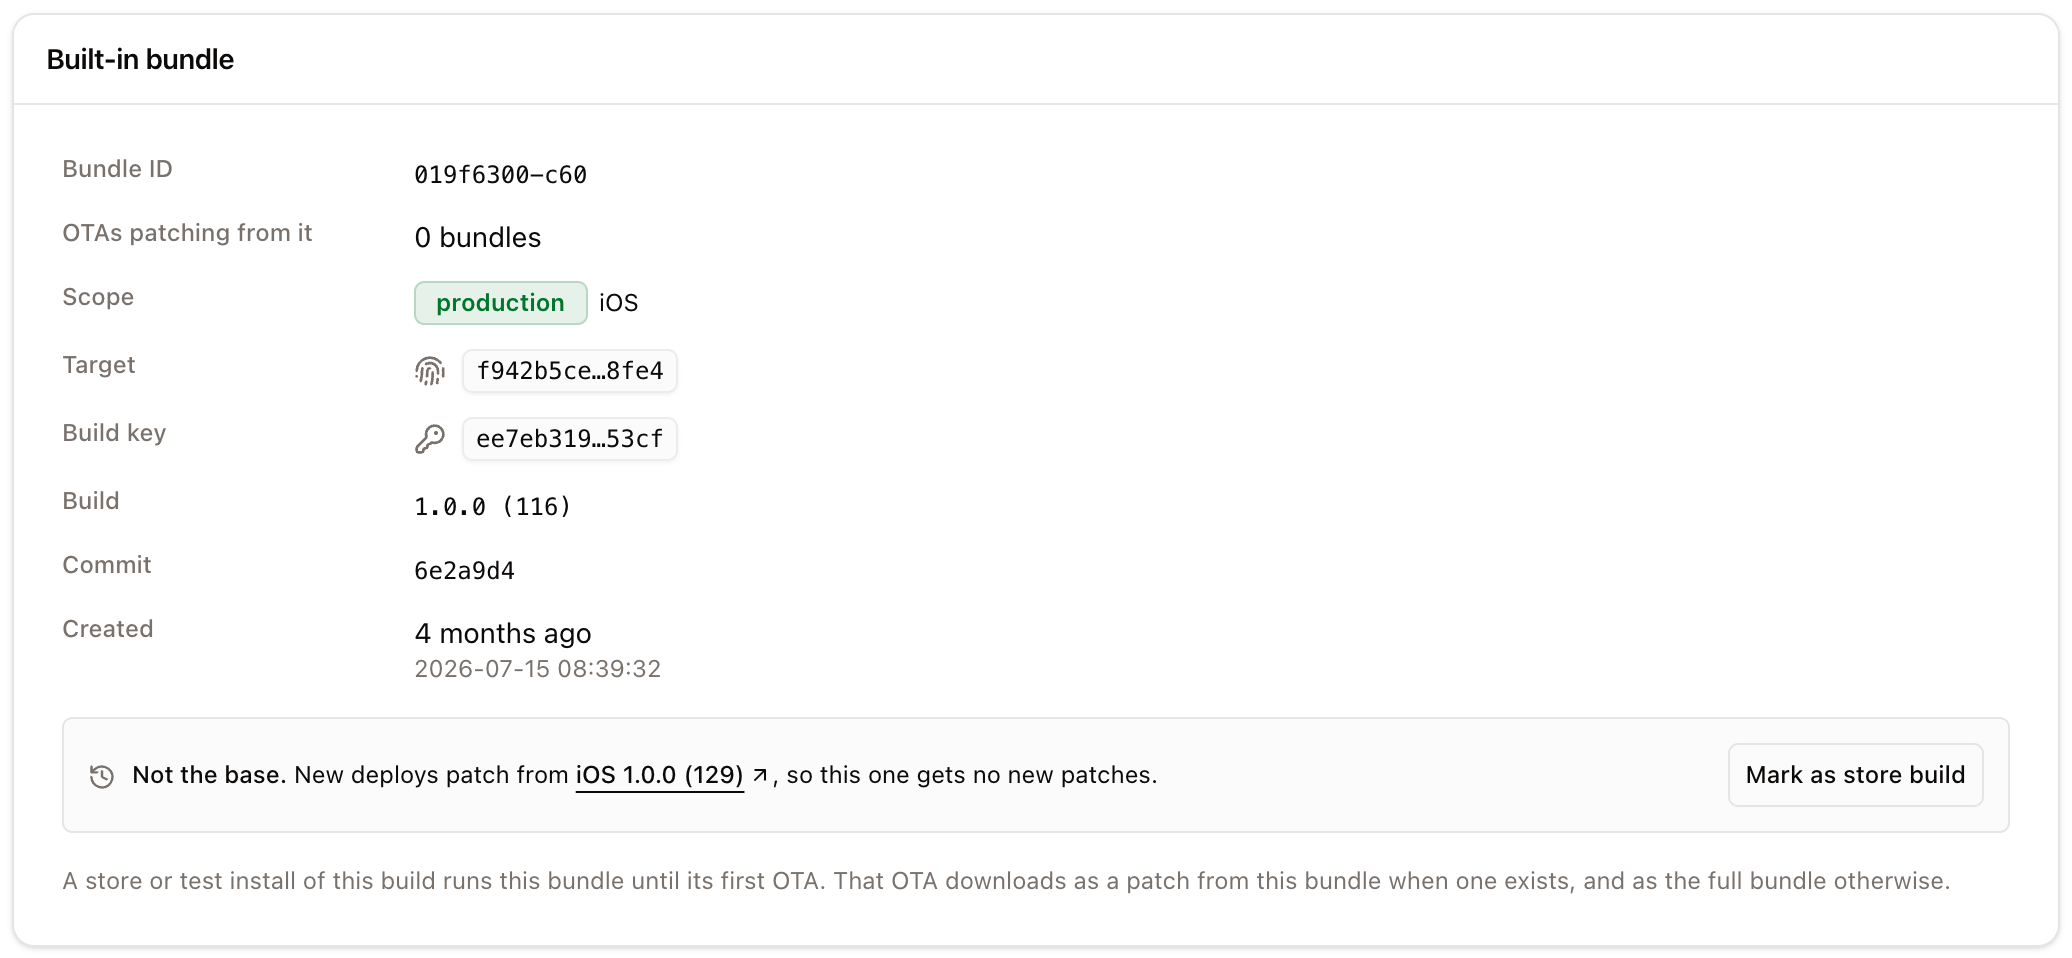 Built-in bundle
Bundle ID 019f6300-c60
OTAs patching from it 0 bundles
Scope production iOS
Target f942b5ce…8fe4
Build key ee7eb319…53cf
Build 1.0.0 (116)
Commit 6e2a9d4
Created 4 months ago
2026-07-15 08:39:32
Not the base. New deploys patch from iOS 1.0.0 (129) ↗, so this one gets no new patches. Mark as store build
A store or test install of this build runs this bundle until its first OTA. That OTA downloads as a patch from this bundle when one exists, and as the full bundle otherwise.